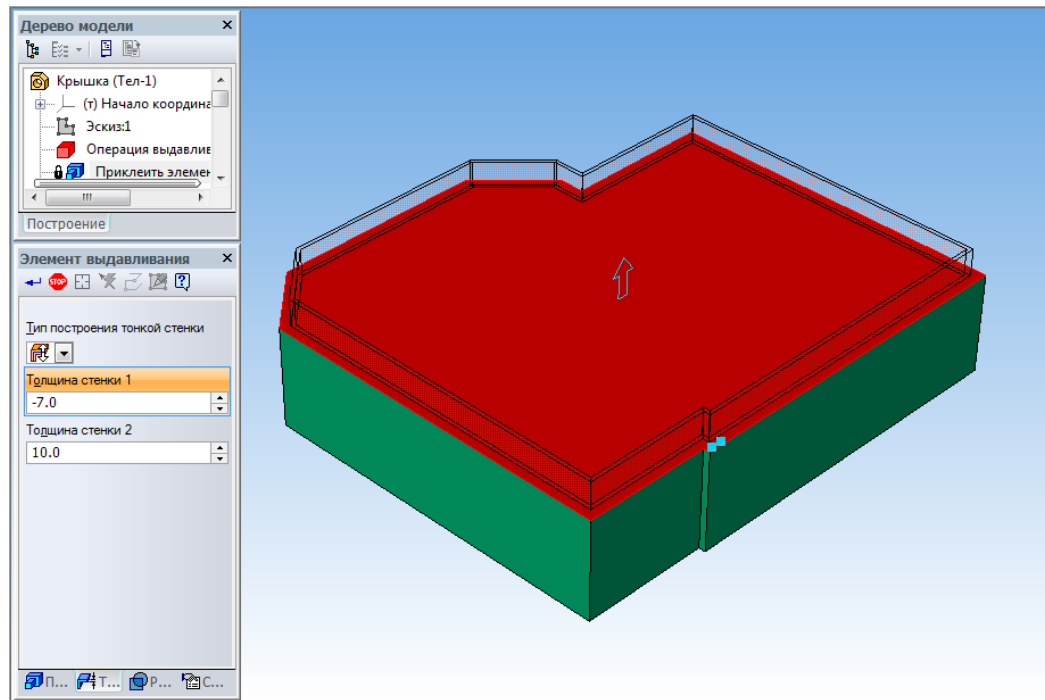 Дерево модели
Крышка (Тел-1)
(т) Начало координа
Эскиз:1
Операция выдавлив
Приклеить элемен
Построение
Элемент выдавливания
STOP
Тип построения тонкой стенки
Толщина стенки 1
-7.0
Толщина стенки 2
10.0
П... Т... Р... С...